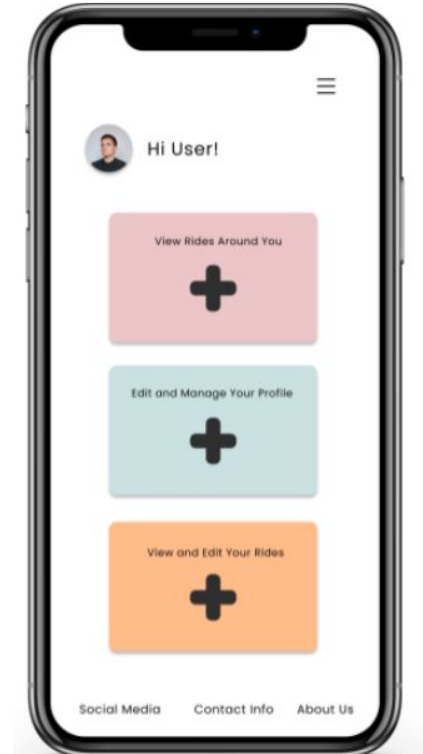 Hi User!
View Rides Around You
Edit and Manage Your Profile
View and Edit Your Rides
Social Media Contact Info About Us